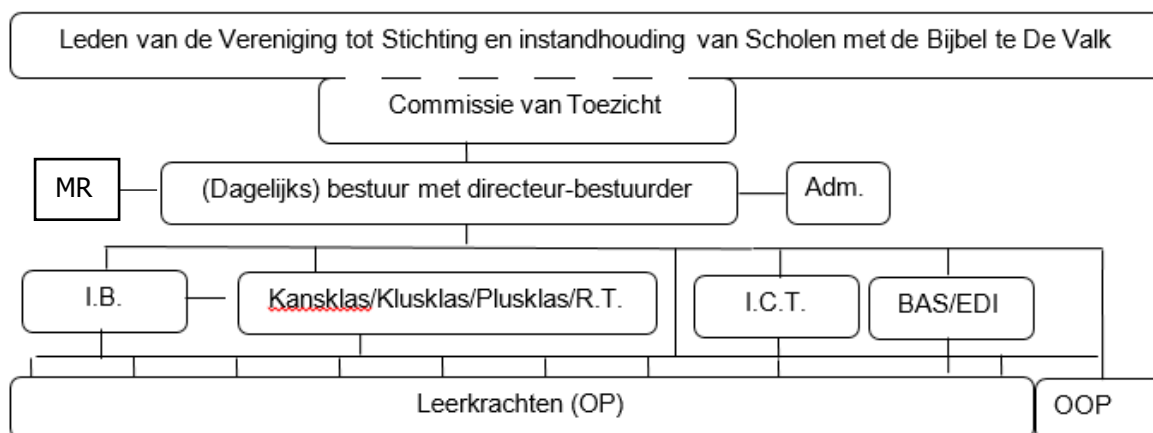 Leden van de Vereniging tot Stichting en instandhouding van Scholen met de Bijbel te De Valk
Commissie van Toezicht
MR
(Dagelijks) bestuur met directeur-bestuurder
Adm.
I.B.
Kansklas/Klusklas/Plusklas/R.T.
I.C.T.
BAS/EDI
Leerkrachten (OP)
OOP